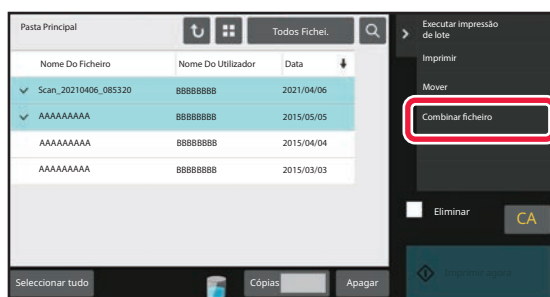 Pasta Principal
Todos Fichei.
Nome Do Ficheiro Nome Do Utilizador Data
Scan_20210406_085320 BBBBBBBB 2021/04/06
AAAAAAAAA BBBBBBBB 2015/05/05
AAAAAAAAA BBBBBBBB 2015/04/04
AAAAAAAAA BBBBBBBB 2015/03/03
Seleccionar tudo
Cópias
Apagar
Executar impressão
de lote
Imprimir
Mover
Combinar ficheiro
Eliminar
CA